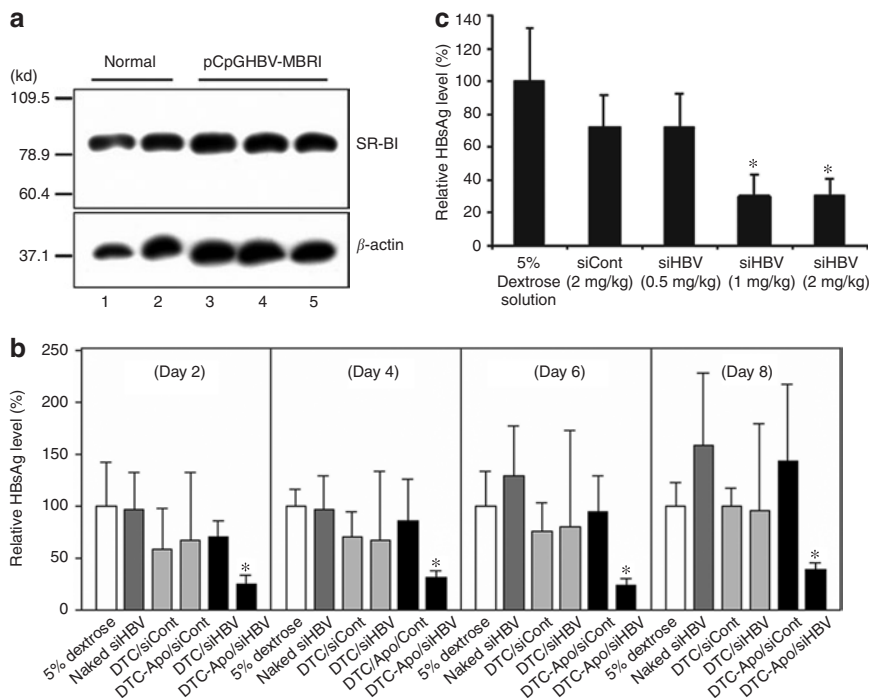 a
Normal
pCpGHBV-MBRI
(kd)
109.5
78.9
60.4
37.1
SR-BI
β-actin
1 2 3 4 5
c
Relative HBsAg level (%)
140
120
100
80
60
40
20
0
* *
5% Dextrose solution
siCont (2 mg/kg)
siHBV (0.5 mg/kg)
siHBV (1 mg/kg)
siHBV (2 mg/kg)
b
Relative HBsAg level (%)
250
200
150
100
50
0
(Day 2) (Day 4) (Day 6) (Day 8)
* * * *
5% dextrose
Naked siHBV
DTC/siCont
DTC-Apo/siCont
DTC/siHBV
DTC-Apo/siHBV
5% dextrose
Naked siHBV
DTC/siCont
DTC/siHBV
DTC/Apo/Cont
DTC-Apo/siHBV
5% dextrose
Naked siHBV
DTC/siCont
DTC/siHBV
DTC-Apo/siCont
DTC-Apo/siHBV
5% dextrose
Naked siHBV
DTC/siCont
DTC/siHBV
DTC-Apo/siCont
DTC-Apo/siHBV